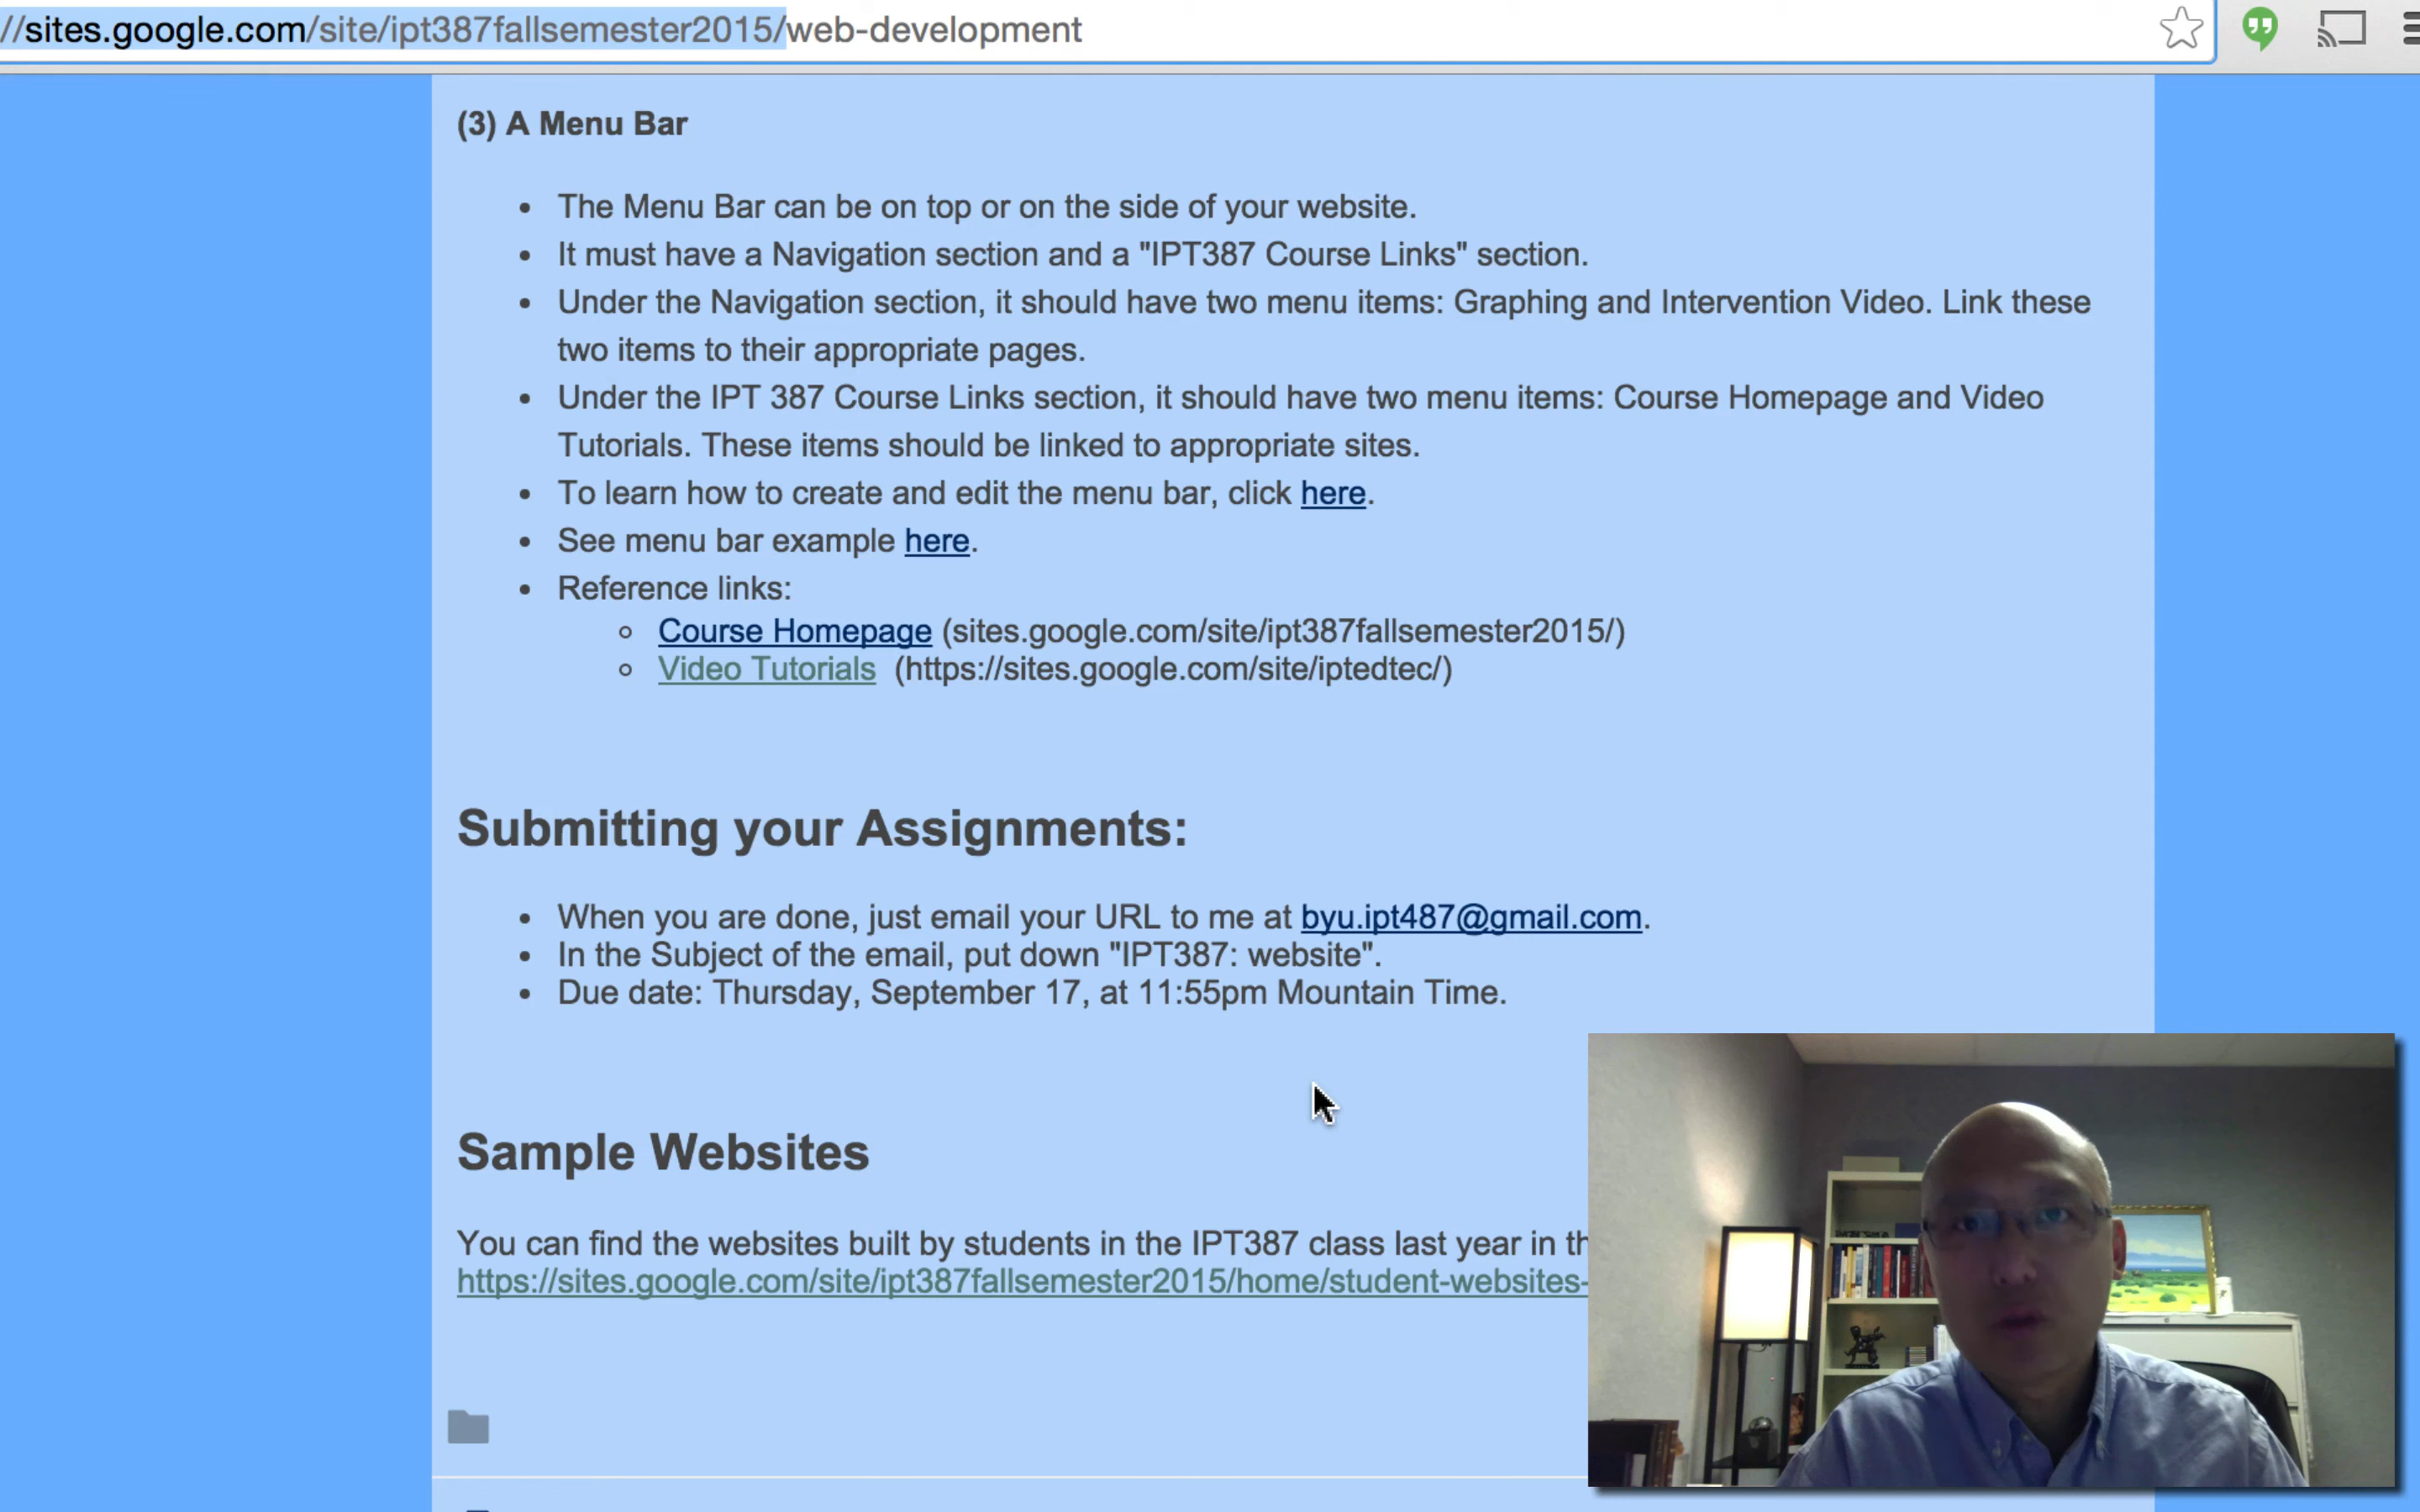 //sites.google.com/site/ipt387fallsemester2015/web-development
(3) A Menu Bar
• The Menu Bar can be on top or on the side of your website.
• It must have a Navigation section and a "IPT387 Course Links" section.
• Under the Navigation section, it should have two menu items: Graphing and Intervention Video. Link these
two items to their appropriate pages.
• Under the IPT 387 Course Links section, it should have two menu items: Course Homepage and Video
Tutorials. These items should be linked to appropriate sites.
• To learn how to create and edit the menu bar, click here.
• See menu bar example here.
• Reference links:
○ Course Homepage (sites.google.com/site/ipt387fallsemester2015/)
○ Video Tutorials (https://sites.google.com/site/iptedtec/)
Submitting your Assignments:
• When you are done, just email your URL to me at byu.ipt487@gmail.com.
• In the Subject of the email, put down "IPT387: website".
• Due date: Thursday, September 17, at 11:55pm Mountain Time.
Sample Websites
You can find the websites built by students in the IPT387 class last year in
https://sites.google.com/site/ipt387fallsemester2015/home/student-websites-